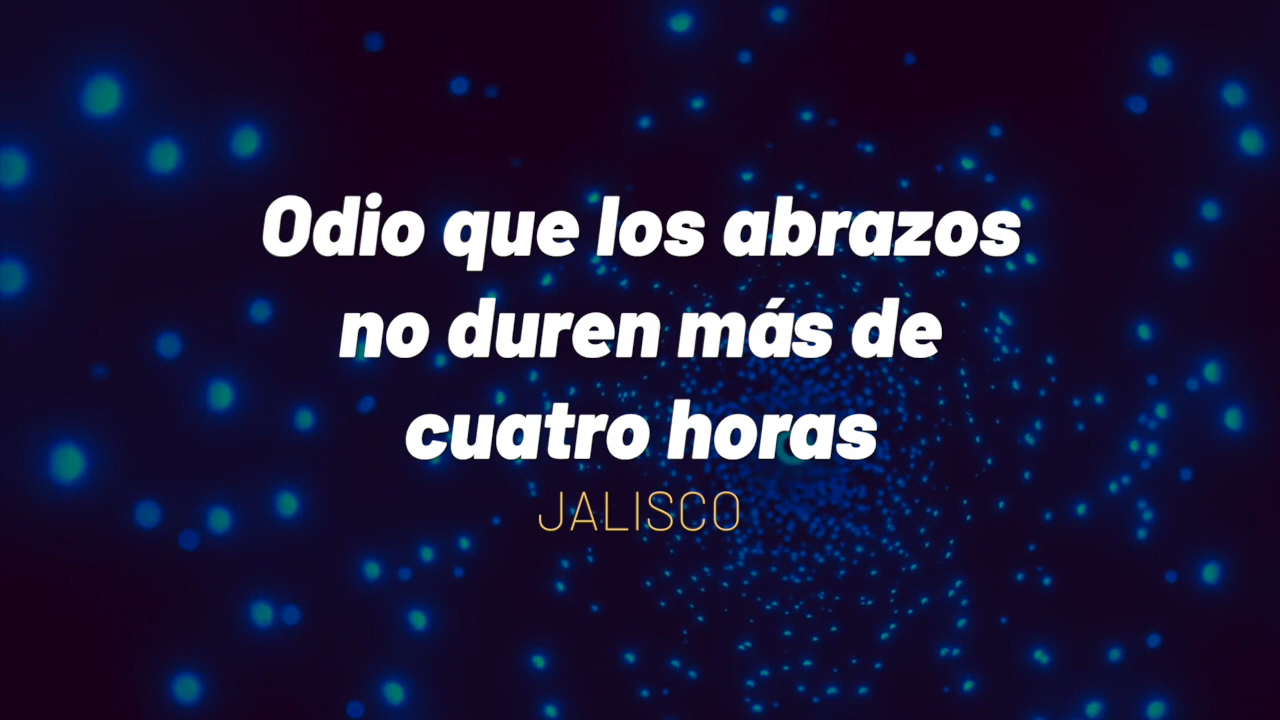 Odio que los abrazos
no duren más de
cuatro horas
JALISCO